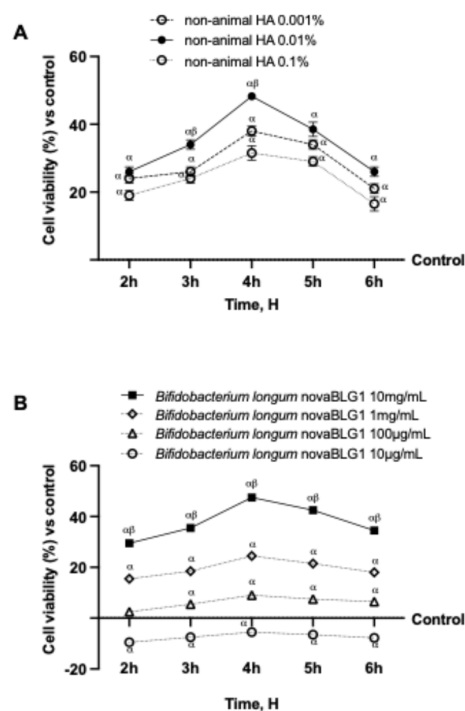 A
non-animal HA 0.001%
non-animal HA 0.01%
non-animal HA 0.1%
Cell viability (%) vs control
60
40
20
αβ
α
αβ
α
α
α
α
α
α
α
α
α
α
α
α
Control
2h 3h 4h 5h 6h
Time, H
B
Bifidobacterium longum novaBLG1 10mg/mL
Bifidobacterium longum novaBLG1 1mg/mL
Bifidobacterium longum novaBLG1 100µg/mL
Bifidobacterium longum novaBLG1 10µg/mL
Cell viability (%) vs control
60
40
20
-20
αβ αβ αβ αβ αβ
α α α α α
α α α α α
α α α α α
Control
2h 3h 4h 5h 6h
Time, H